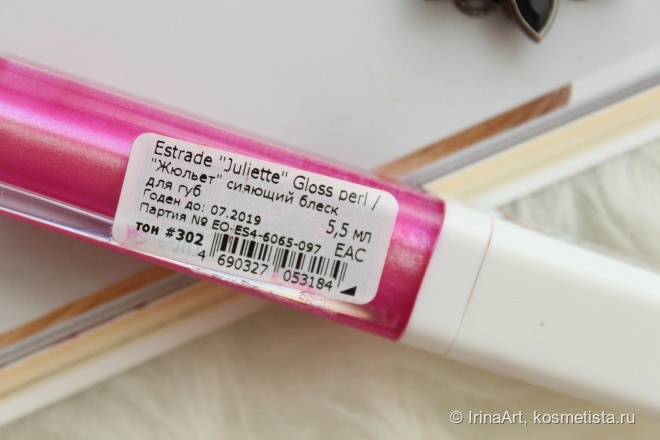 Estrade "Juliette" Gloss perl /
"Жюльет" сияющий блеск
для губ
Годен до: 07.2019 5,5 мл
Партия № EO-ES4-6065-097
тон #302 EAC
4 690327 053184
© IrinaArt, kosmetista.ru